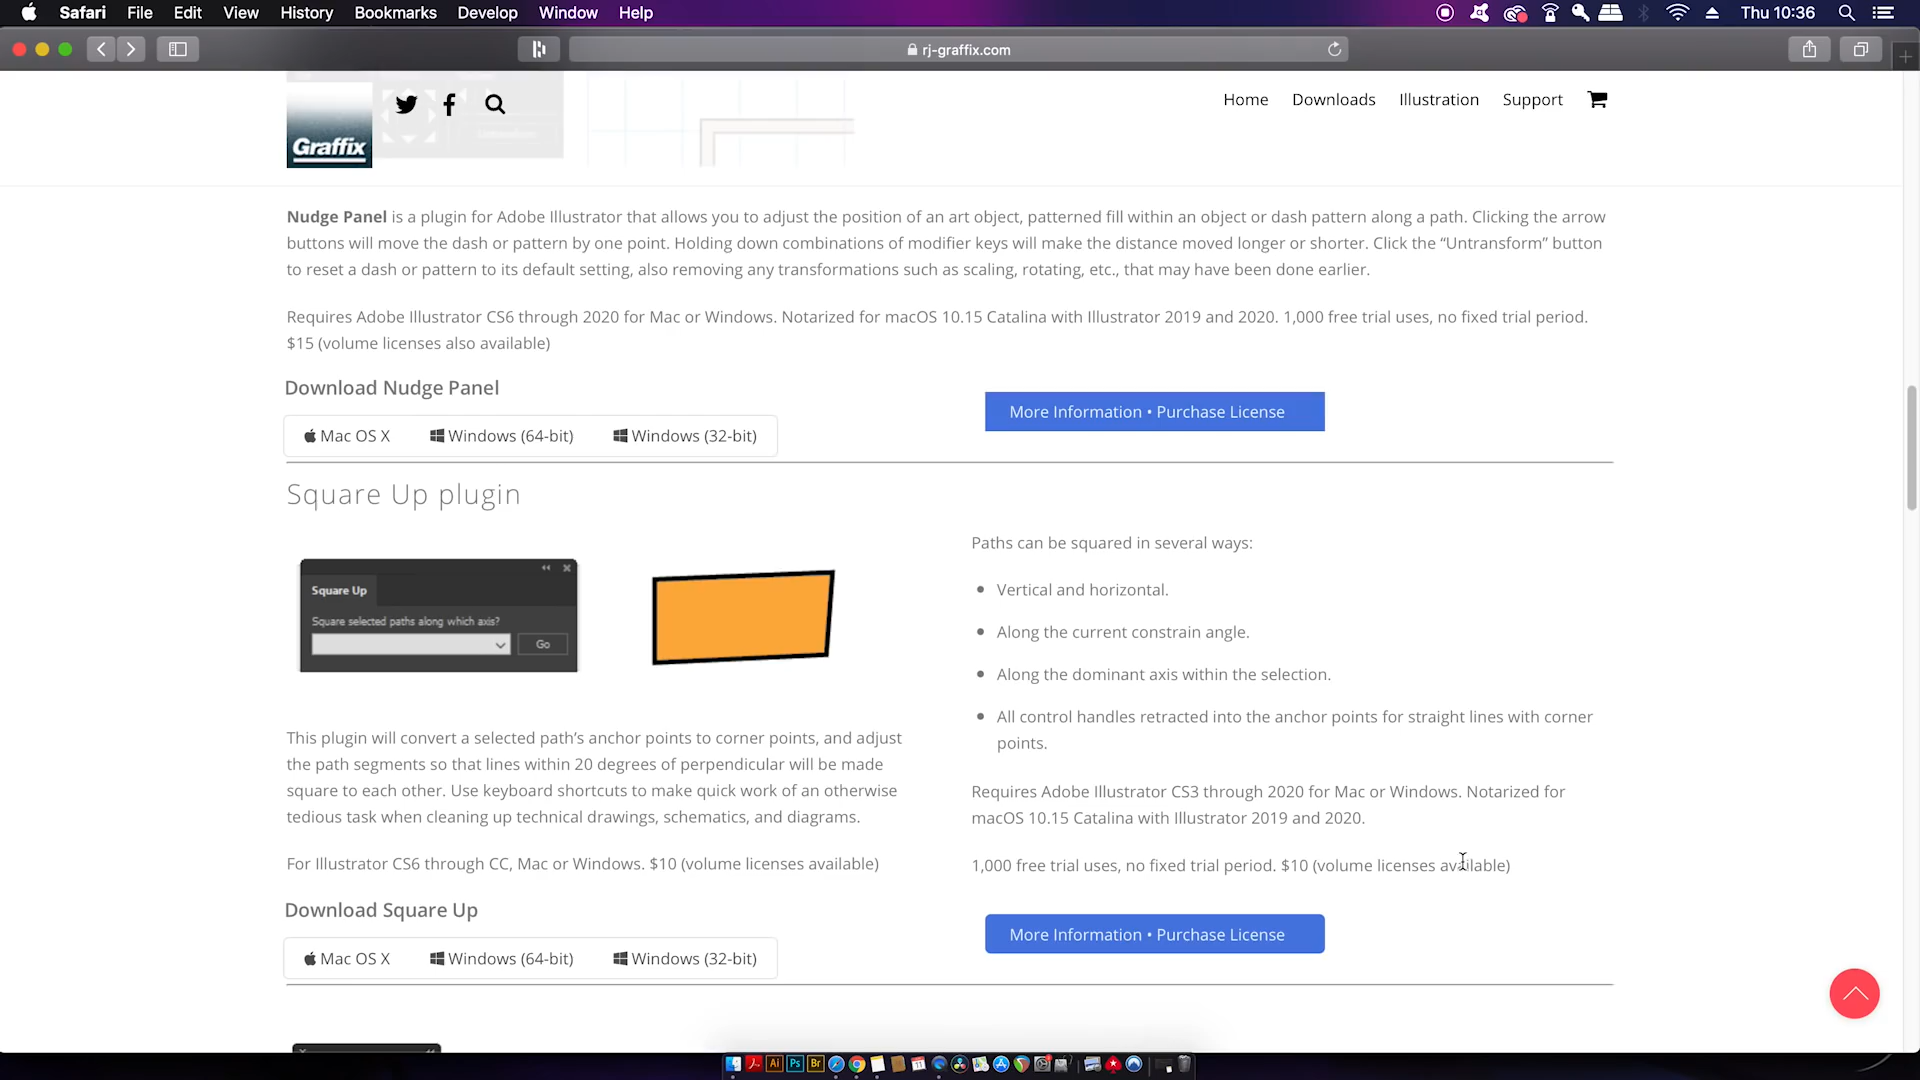 Safari File Edit View History Bookmarks Develop Window Help Thu 10:36
rj-graffix.com
Graffix
Home Downloads Illustration Support
Nudge Panel is a plugin for Adobe Illustrator that allows you to adjust the position of an art object, patterned fill within an object or dash pattern along a path. Clicking the arrow
buttons will move the dash or pattern by one point. Holding down combinations of modifier keys will make the distance moved longer or shorter. Click the “Untransform” button
to reset a dash or pattern to its default setting, also removing any transformations such as scaling, rotating, etc., that may have been done earlier.
Requires Adobe Illustrator CS6 through 2020 for Mac or Windows. Notarized for macOS 10.15 Catalina with Illustrator 2019 and 2020. 1,000 free trial uses, no fixed trial period.
$15 (volume licenses also available)
Download Nudge Panel
More Information • Purchase License
Mac OS X Windows (64-bit) Windows (32-bit)
Square Up plugin
Square Up
Square selected paths along which axis?
Go
This plugin will convert a selected path’s anchor points to corner points, and adjust
the path segments so that lines within 20 degrees of perpendicular will be made
square to each other. Use keyboard shortcuts to make quick work of an otherwise
tedious task when cleaning up technical drawings, schematics, and diagrams.
For Illustrator CS6 through CC, Mac or Windows. $10 (volume licenses available)
Paths can be squared in several ways:
Vertical and horizontal.
Along the current constrain angle.
Along the dominant axis within the selection.
All control handles retracted into the anchor points for straight lines with corner
points.
Requires Adobe Illustrator CS3 through 2020 for Mac or Windows. Notarized for
macOS 10.15 Catalina with Illustrator 2019 and 2020.
1,000 free trial uses, no fixed trial period. $10 (volume licenses available)
Download Square Up
More Information • Purchase License
Mac OS X Windows (64-bit) Windows (32-bit)
Ai Ps Br